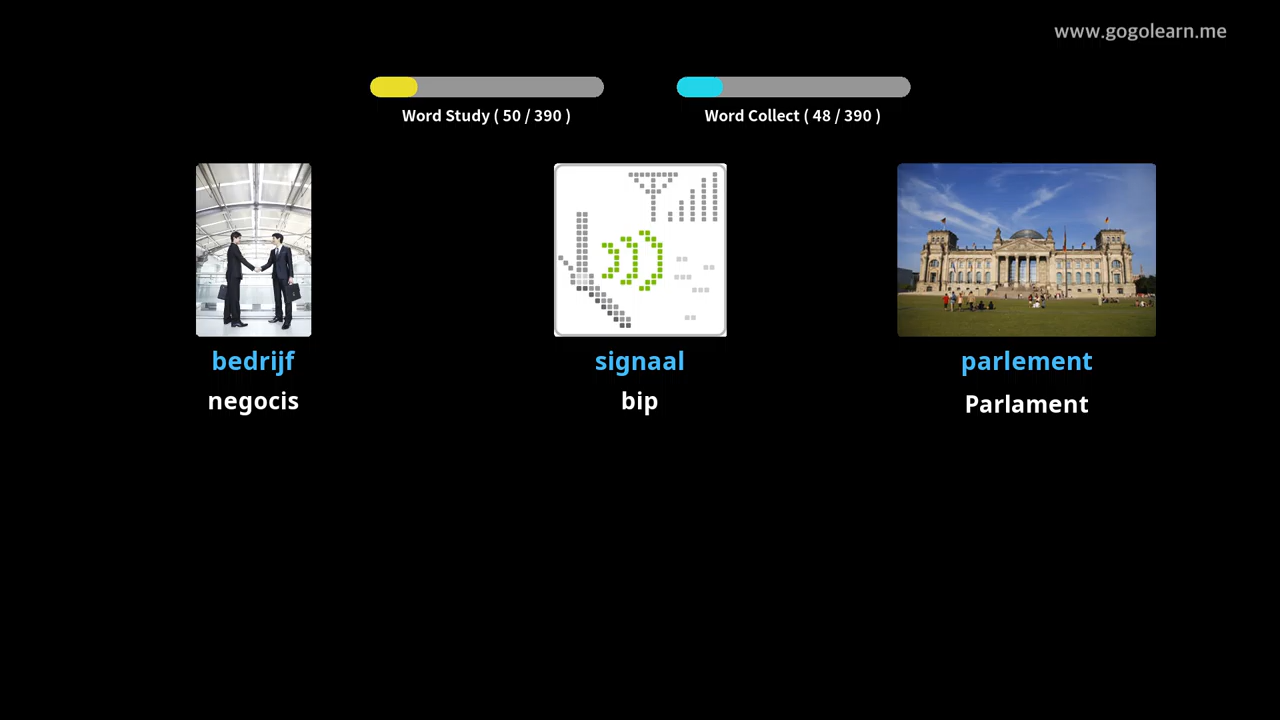 www.gogolearn.me
Word Study ( 50 / 390 )
Word Collect ( 48 / 390 )
bedrijf
signaal
parlement
negocis
bip
Parlament